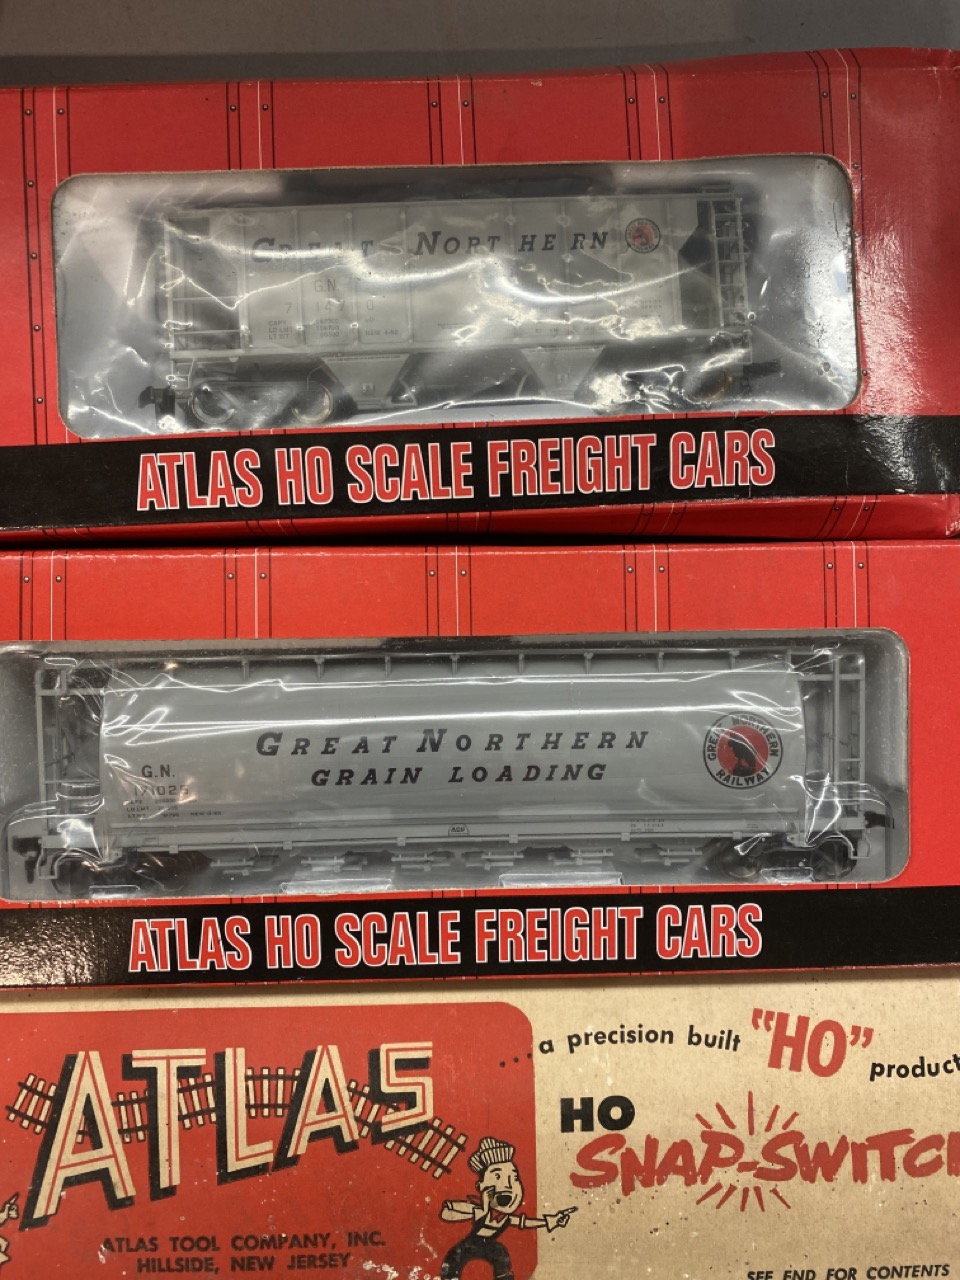 GREAT NORTHERN
G.N.
ATLAS HO SCALE FREIGHT CARS
GREAT NORTHERN
GRAIN LOADING
GREAT NORTHERN
RAILWAY
G.N.
171025
ACF
ATLAS HO SCALE FREIGHT CARS
ATLAS
ATLAS TOOL COMPANY, INC.
HILLSIDE, NEW JERSEY
...a precision built "HO" product
HO
SNAP-SWITCH
SEE END FOR CONTENTS